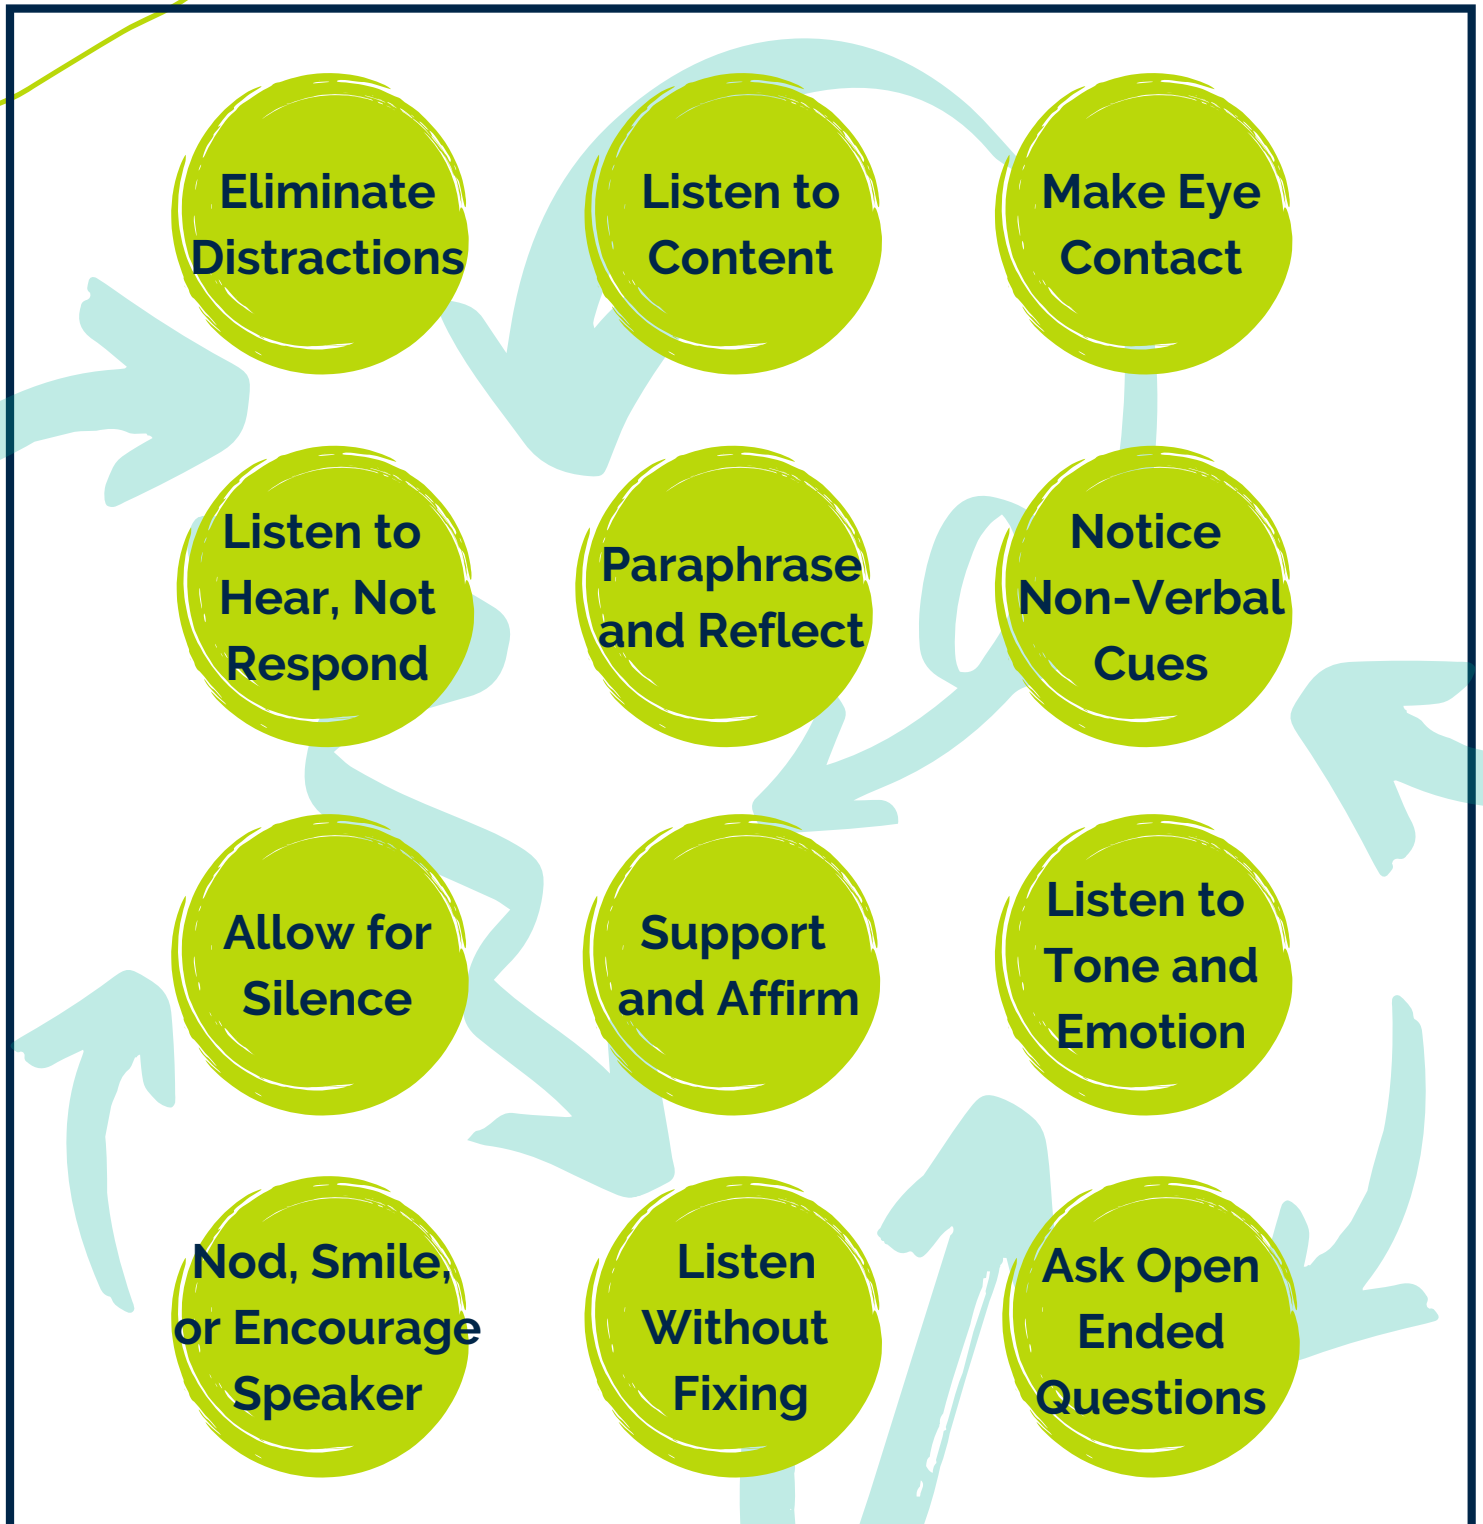 Eliminate
Distractions
Listen to
Content
Make Eye
Contact
Listen to
Hear, Not
Respond
Paraphrase
and Reflect
Notice
Non-Verbal
Cues
Allow for
Silence
Support
and Affirm
Listen to
Tone and
Emotion
Nod, Smile,
or Encourage
Speaker
Listen
Without
Fixing
Ask Open
Ended
Questions